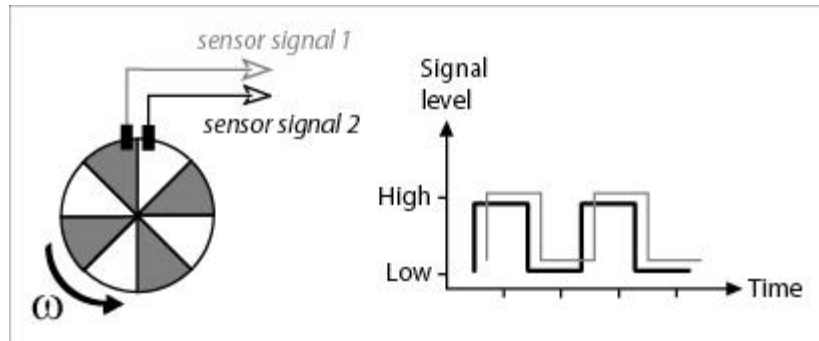 sensor signal 1
sensor signal 2
ω
Signal
level
High
Low
Time